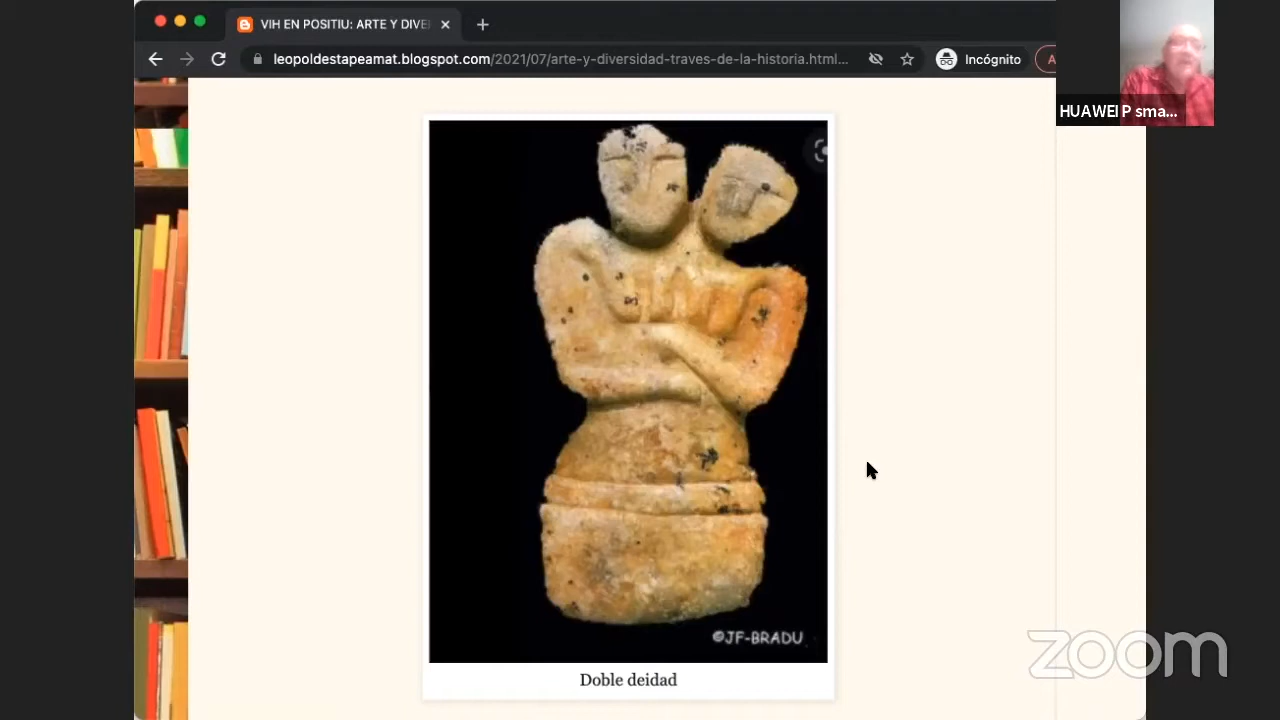 VIH EN POSITIU: ARTE Y DIVE
leopoldestapeamat.blogspot.com/2021/07/arte-y-diversidad-traves-de-la-historia.html...
Incógnito
A
HUAWEI P sma...
©JF-BRADU
Doble deidad
zoom